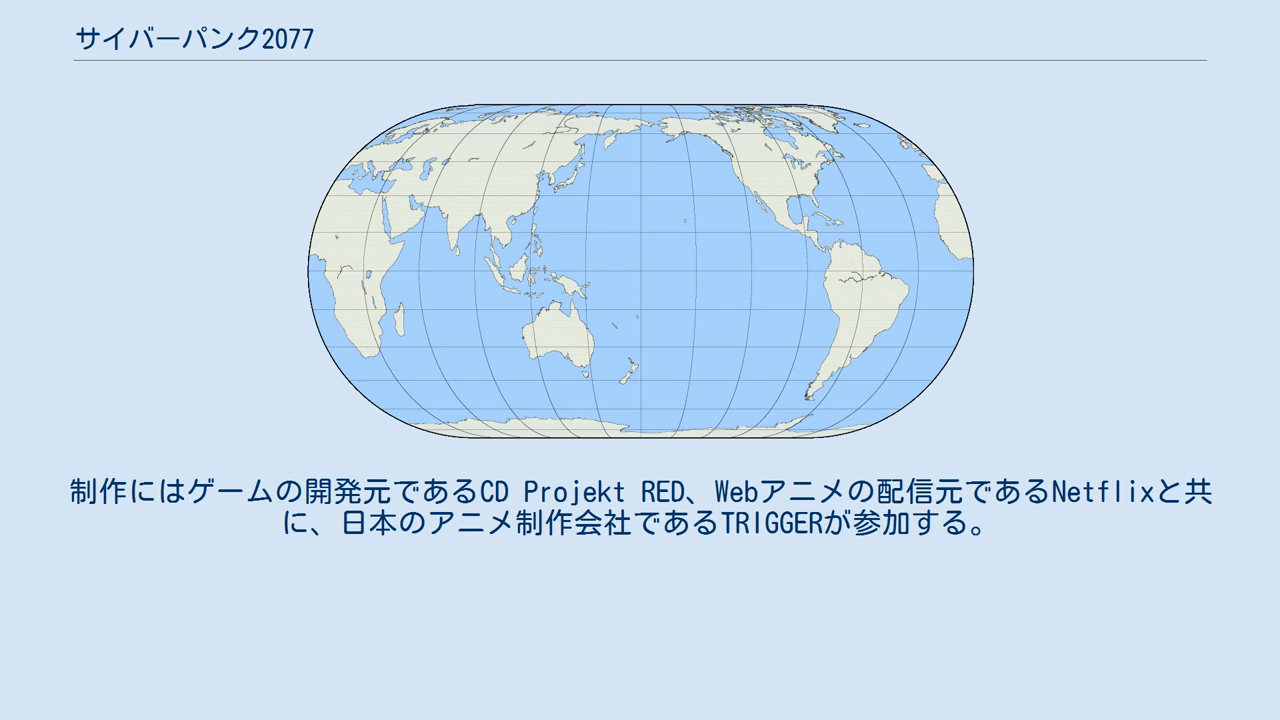 サイバーパンク2077
制作にはゲームの開発元であるCD Projekt RED、Webアニメの配信元であるNetflixと共
に、日本のアニメ制作会社であるTRIGGERが参加する。